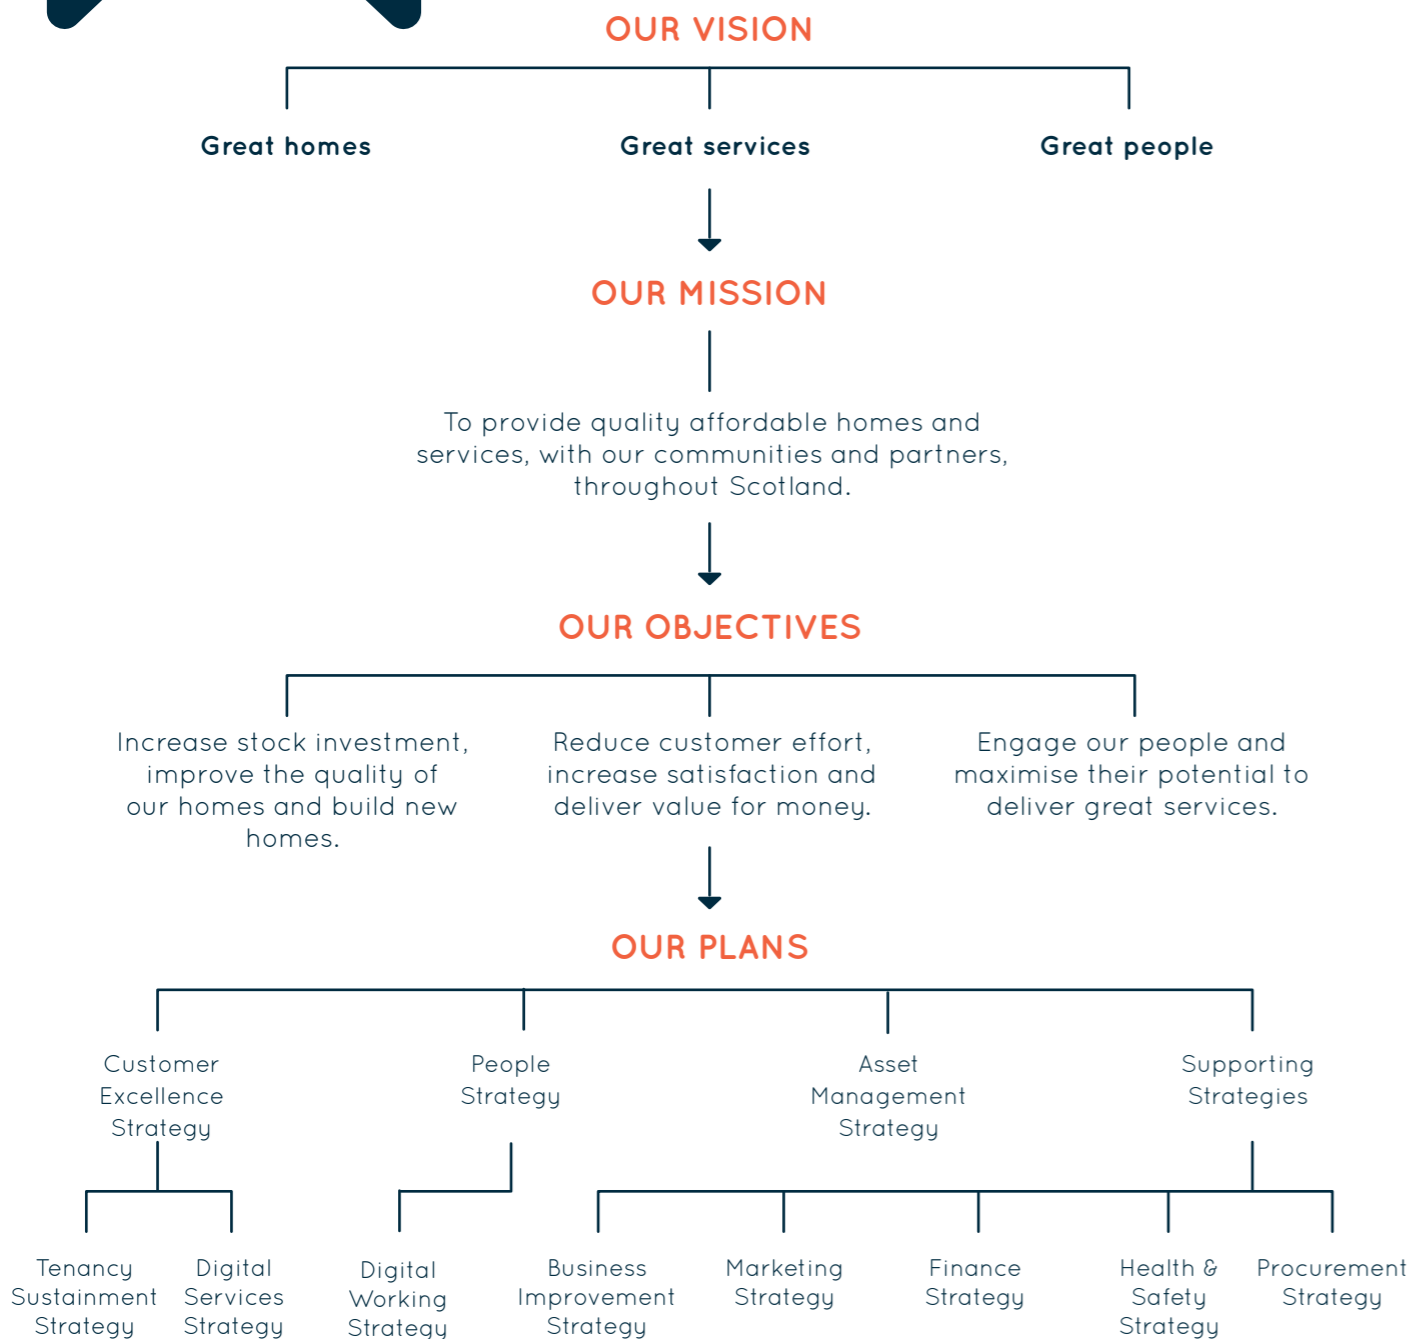 OUR VISION
Great homes
Great services
Great people
OUR MISSION
To provide quality affordable homes and
services, with our communities and partners,
throughout Scotland.
OUR OBJECTIVES
Increase stock investment,
improve the quality of
our homes and build new
homes.
Reduce customer effort,
increase satisfaction and
deliver value for money.
Engage our people and
maximise their potential to
deliver great services.
OUR PLANS
Customer
Excellence
Strategy
People
Strategy
Asset
Management
Strategy
Supporting
Strategies
Tenancy
Sustainment
Strategy
Digital
Services
Strategy
Digital
Working
Strategy
Business
Improvement
Strategy
Marketing
Strategy
Finance
Strategy
Health &
Safety
Strategy
Procurement
Strategy